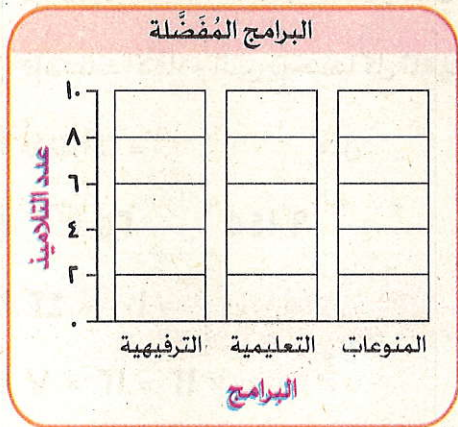 البرامج المُفَضَّلة
عدد التلاميذ
١٠
٨
٦
٤
٢
٠
الترفيهية التعليمية المنوعات
البرامج